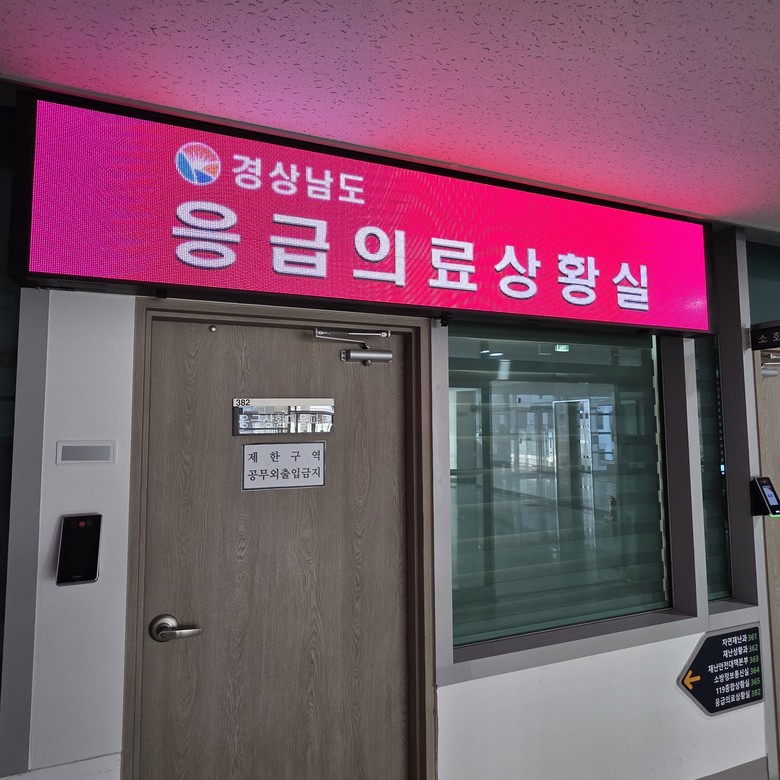 경상남도
응급의료상황실
382
제 한 구 역
공무외출입금지
소
자연재난과 361
재난상황과 362
재난안전대책본부 363
소방정보통신실 364
119종합상황실 365
응급의료상황실 382